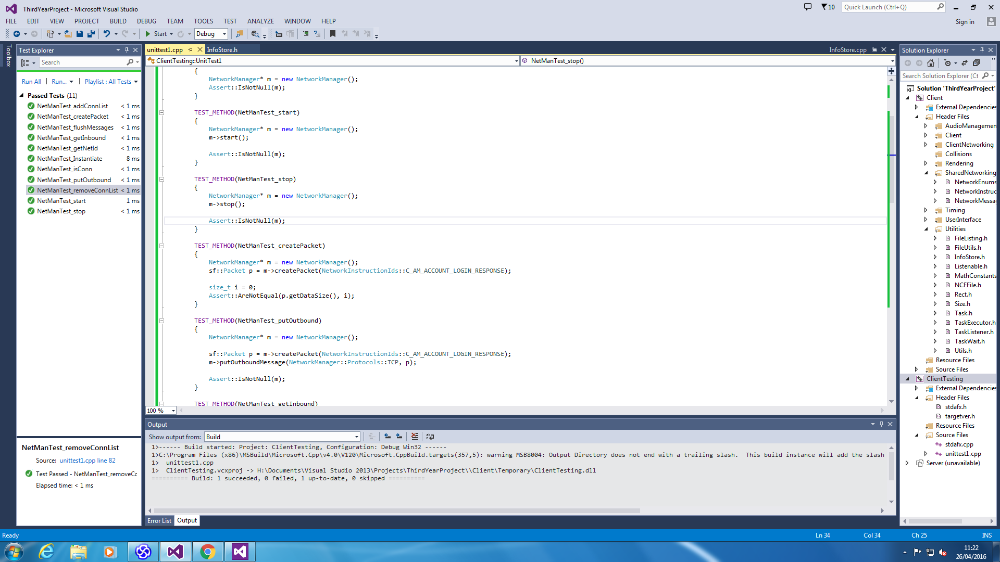 ThirdYearProject - Microsoft Visual Studio
10
Quick Launch (Ctrl+Q)
FILE EDIT VIEW PROJECT BUILD DEBUG TEAM TOOLS TEST ANALYZE WINDOW HELP
Sign in
Start
Debug
Toolbox
Test Explorer
Search
Run All | Run... | Playlist : All Tests
Passed Tests (11)
NetManTest_addConnList < 1 ms
NetManTest_createPacket < 1 ms
NetManTest_flushMessages < 1 ms
NetManTest_getInbound < 1 ms
NetManTest_getNetId < 1 ms
NetManTest_Instantiate 8 ms
NetManTest_isConn < 1 ms
NetManTest_putOutbound < 1 ms
NetManTest_removeConnList < 1 ms
NetManTest_start 1 ms
NetManTest_stop < 1 ms
NetManTest_removeConnList
Source: unittest1.cpp line 82
Test Passed - NetManTest_removeCc
Elapsed time: < 1 ms
unittest1.cpp
InfoStore.h
InfoStore.cpp
ClientTesting::UnitTest1
NetManTest_stop()
{
NetworkManager* m = new NetworkManager();
Assert::IsNotNull(m);
}
TEST_METHOD(NetManTest_start)
{
NetworkManager* m = new NetworkManager();
m->start();
Assert::IsNotNull(m);
}
TEST_METHOD(NetManTest_stop)
{
NetworkManager* m = new NetworkManager();
m->stop();
Assert::IsNotNull(m);
}
TEST_METHOD(NetManTest_createPacket)
{
NetworkManager* m = new NetworkManager();
sf::Packet p = m->createPacket(NetworkInstructionIds::C_AM_ACCOUNT_LOGIN_RESPONSE);
size_t i = 0;
Assert::AreNotEqual(p.getDataSize(), i);
}
TEST_METHOD(NetManTest_putOutbound)
{
NetworkManager* m = new NetworkManager();
sf::Packet p = m->createPacket(NetworkInstructionIds::C_AM_ACCOUNT_LOGIN_RESPONSE);
m->putOutboundMessage(NetworkManager::Protocols::TCP, p);
Assert::IsNotNull(m);
}
TEST_METHOD(NetManTest_getInbound)
100 %
Output
Show output from: Build
1>------ Build started: Project: ClientTesting, Configuration: Debug Win32 ------
1>C:\Program Files (x86)\MSBuild\Microsoft.Cpp\v4.0\V120\Microsoft.CppBuild.targets(357,5): warning MSB8004: Output Directory does not end with a trailing slash.  This build instance will add the slash
1>  unittest1.cpp
1>  ClientTesting.vcxproj -> H:\Documents\Visual Studio 2013\Projects\ThirdYearProject\\Client\Temporary\ClientTesting.dll
========== Build: 1 succeeded, 0 failed, 1 up-to-date, 0 skipped ==========
Error List
Output
Solution Explorer
Search Solution Explorer (Ct
Solution 'ThirdYearProject'
Client
External Dependencies
Header Files
AudioManagemen
Client
ClientNetworking
Collisions
Rendering
SharedNetworking
NetworkEnums
NetworkInstruc
NetworkMessa
Timing
UserInterface
Utilities
FileListing.h
FileUtils.h
InfoStore.h
Listenable.h
MathConstants
NCFFile.h
Rect.h
Size.h
Task.h
TaskExecutor.h
TaskListener.h
TaskWait.h
Utils.h
Resource Files
Source Files
ClientTesting
External Dependencies
Header Files
stdafx.h
targetver.h
Resource Files
Source Files
stdafx.cpp
unittest1.cpp
Server (unavailable)
Ready
Ln 34 Col 34 Ch 25 INS
11:22
26/04/2016